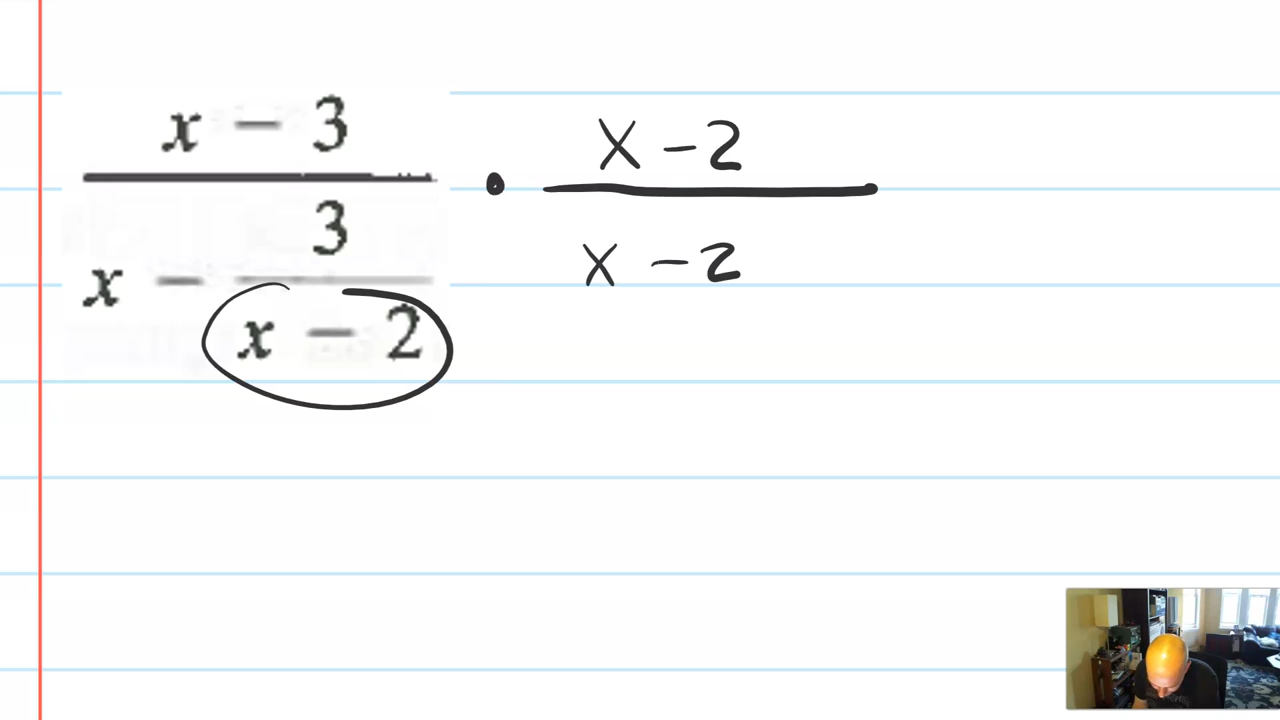 x − 3
3
x −
x − 2
• x − 2
x − 2